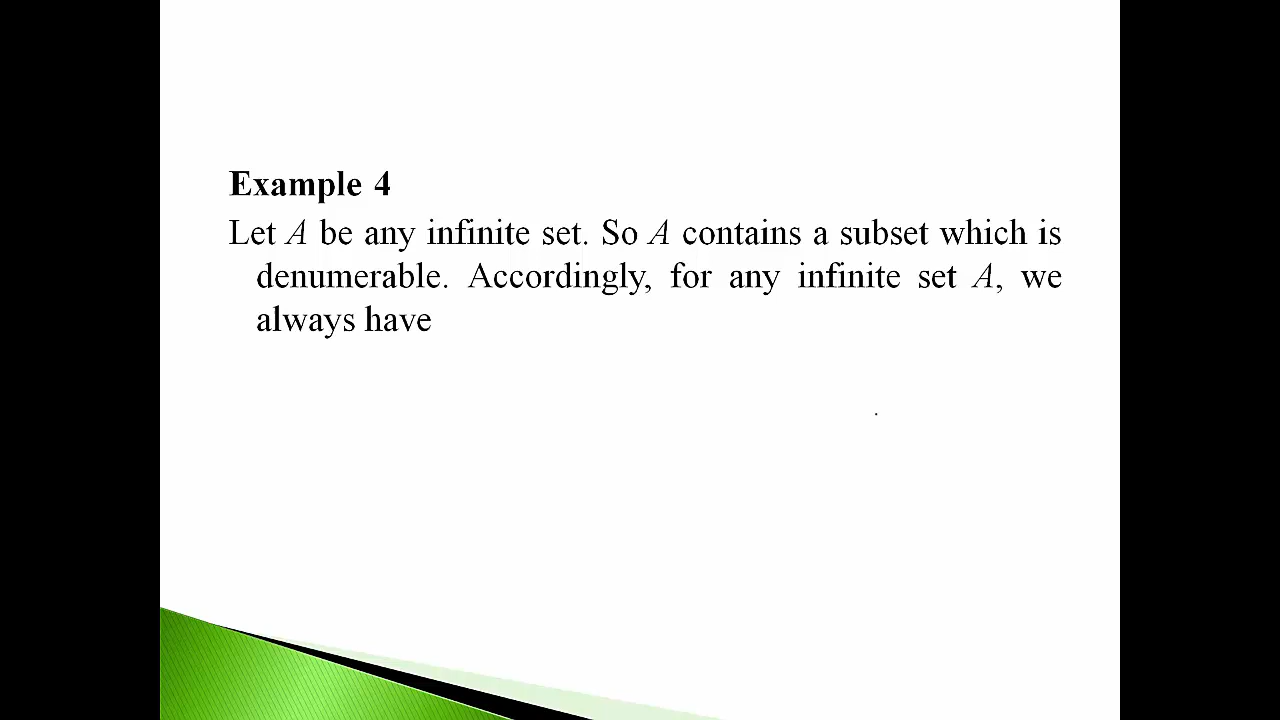 Example 4
Let A be any infinite set. So A contains a subset which is
denumerable. Accordingly, for any infinite set A, we
always have
.